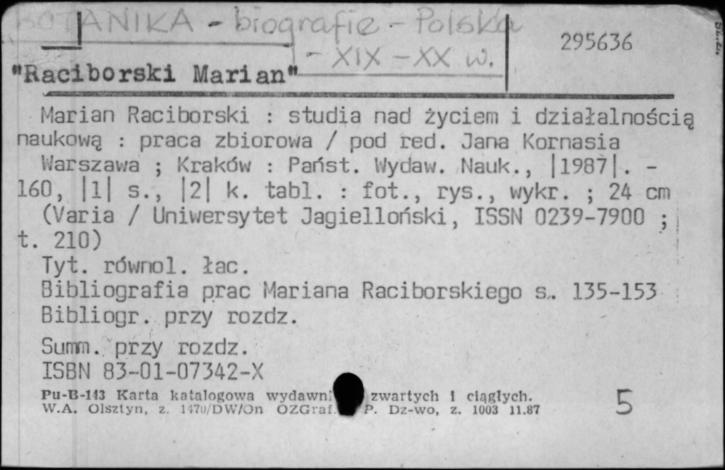 BOTANIKA - biografie - Polska
- XIX - XX w.
295636
"Raciborski Marian"
Marian Raciborski : studia nad życiem i działalnością
naukową : praca zbiorowa / pod red. Jana Kornasia
Warszawa ; Kraków : Państ. Wydaw. Nauk., |1987|. -
160, |1| s., |2| k. tabl. : fot., rys., wykr. ; 24 cm
(Varia / Uniwersytet Jagielloński, ISSN 0239-7900 ;
t. 210)
Tyt. równol. łac.
Bibliografia prac Mariana Raciborskiego s. 135-153
Bibliogr. przy rozdz.
Summ. przy rozdz.
ISBN 83-01-07342-X
Pu-B-143 Karta katalogowa wydawni zwartych i ciągłych.
W.A. Olsztyn, z. 1470/DW/On OZGraf. P. Dz-wo, z. 1003 11.87
5